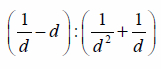 (1/d − d) : (1/d² + 1/d)